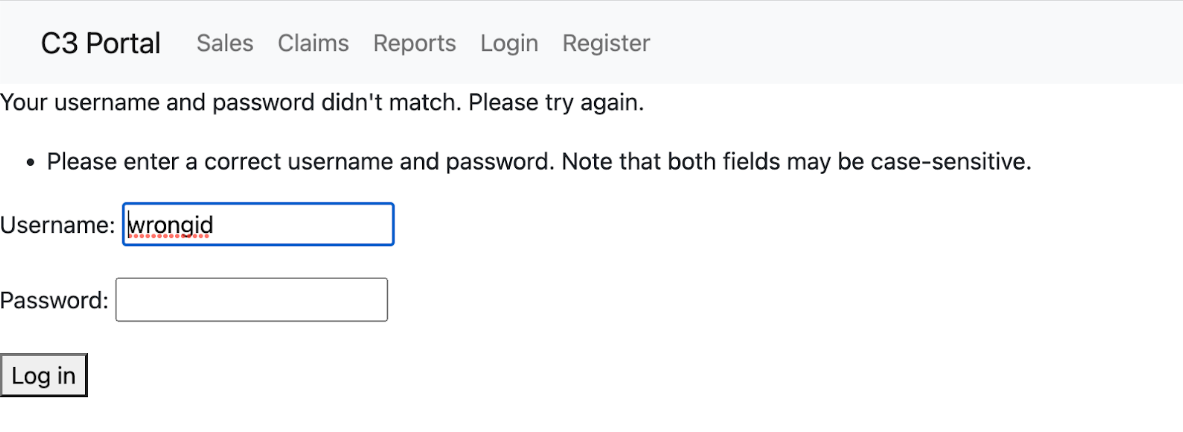 C3 Portal Sales Claims Reports Login Register
Your username and password didn't match. Please try again.
• Please enter a correct username and password. Note that both fields may be case-sensitive.
Username: wrongid
Password:
Log in